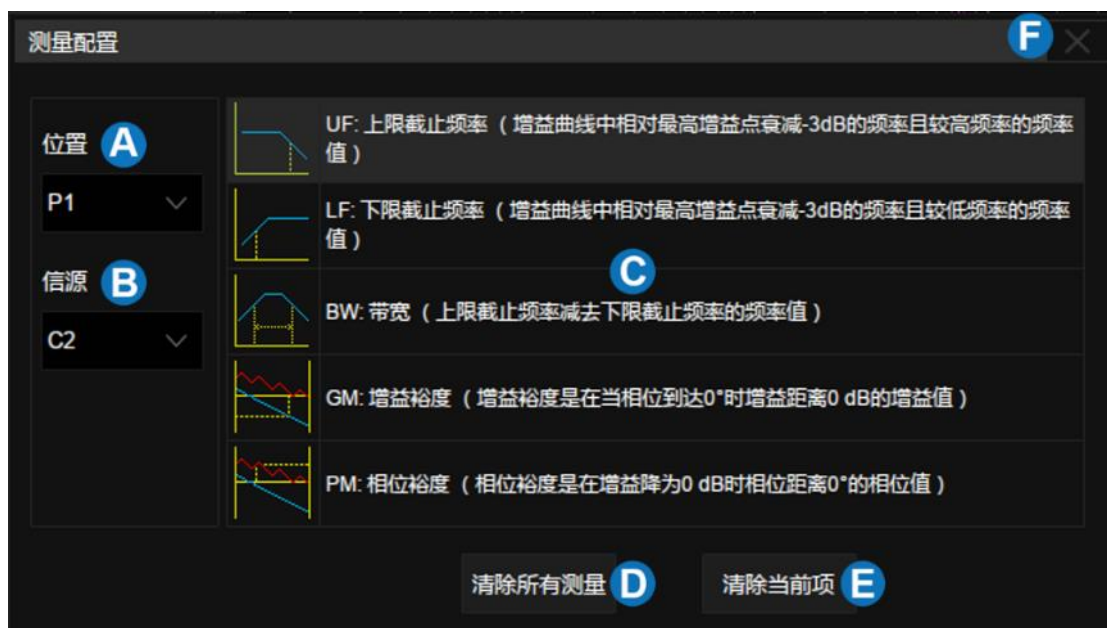 测量配置
F
位置 A
P1
信源 B
C2
UF: 上限截止频率（增益曲线中相对最高增益点衰减-3dB的频率且较高频率的频率
值）
LF: 下限截止频率（增益曲线中相对最高增益点衰减-3dB的频率且较低频率的频率
值）
C
BW: 带宽（上限截止频率减去下限截止频率的频率值）
GM: 增益裕度（增益裕度是在当相位到达0°时增益距离0 dB的增益值）
PM: 相位裕度（相位裕度是在增益降为0 dB时相位距离0°的相位值）
清除所有测量 D
清除当前项 E